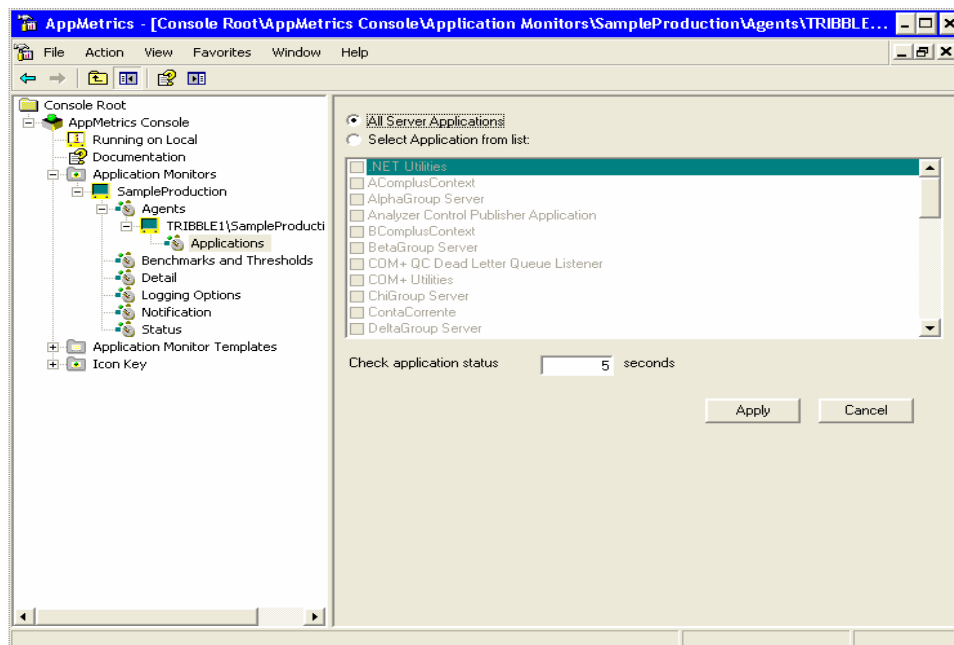 AppMetrics - [Console Root\AppMetrics Console\Application Monitors\SampleProduction\Agents\TRIBBLE...
File Action View Favorites Window Help
Console Root
AppMetrics Console
Running on Local
Documentation
Application Monitors
SampleProduction
Agents
TRIBBLE1\SampleProducti
Applications
Benchmarks and Thresholds
Detail
Logging Options
Notification
Status
Application Monitor Templates
Icon Key
All Server Applications
Select Application from list:
.NET Utilities
AComplusContext
AlphaGroup Server
Analyzer Control Publisher Application
BComplusContext
BetaGroup Server
COM+ QC Dead Letter Queue Listener
COM+ Utilities
ChiGroup Server
ContaCorrente
DeltaGroup Server
Check application status 5 seconds
Apply Cancel